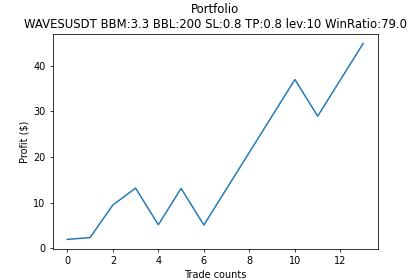 Portfolio
WAVESUSDT BBM:3.3 BBL:200 SL:0.8 TP:0.8 lev:10 WinRatio:79.0
Profit ($)
40
30
20
10
0
0 2 4 6 8 10 12
Trade counts